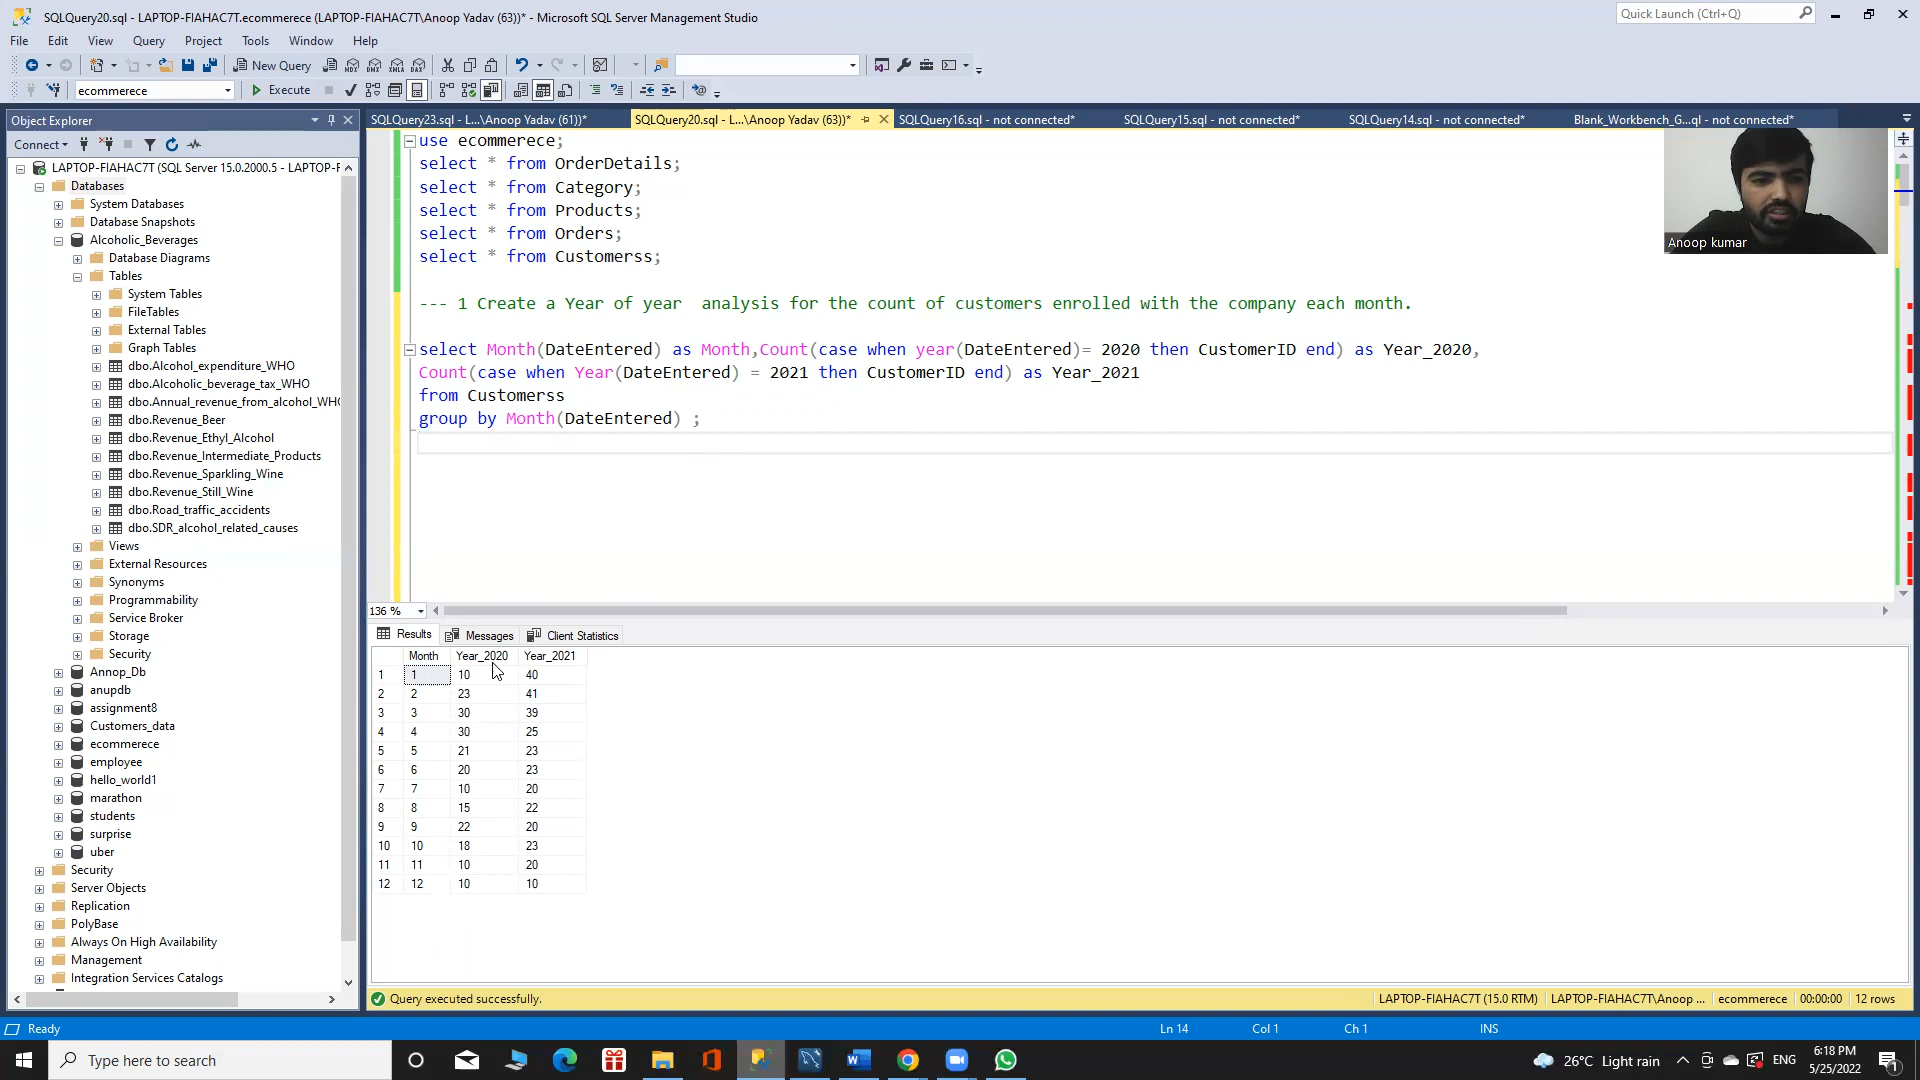 SQLQuery20.sql - LAPTOP-FIAHAC7T.ecommerece (LAPTOP-FIAHAC7T\Anoop Yadav (63))* - Microsoft SQL Server Management Studio
Quick Launch (Ctrl+Q)
File Edit View Query Project Tools Window Help
New Query
MDX DMX XMLA DAX
ecommerece
Execute
Object Explorer
SQLQuery23.sql - L...\Anoop Yadav (61))*
SQLQuery20.sql - L...\Anoop Yadav (63))*
SQLQuery16.sql - not connected*
SQLQuery15.sql - not connected*
SQLQuery14.sql - not connected*
Blank_Workbench_G...ql - not connected*
Connect
LAPTOP-FIAHAC7T (SQL Server 15.0.2000.5 - LAPTOP-F
Databases
System Databases
Database Snapshots
Alcoholic_Beverages
Database Diagrams
Tables
System Tables
FileTables
External Tables
Graph Tables
dbo.Alcohol_expenditure_WHO
dbo.Alcoholic_beverage_tax_WHO
dbo.Annual_revenue_from_alcohol_WHO
dbo.Revenue_Beer
dbo.Revenue_Ethyl_Alcohol
dbo.Revenue_Intermediate_Products
dbo.Revenue_Sparkling_Wine
dbo.Revenue_Still_Wine
dbo.Road_traffic_accidents
dbo.SDR_alcohol_related_causes
Views
External Resources
Synonyms
Programmability
Service Broker
Storage
Security
Annop_Db
anupdb
assignment8
Customers_data
ecommerece
employee
hello_world1
marathon
students
surprise
uber
Security
Server Objects
Replication
PolyBase
Always On High Availability
Management
Integration Services Catalogs
use ecommerece;
select * from OrderDetails;
select * from Category;
select * from Products;
select * from Orders;
select * from Customerss;
--- 1 Create a Year of year  analysis for the count of customers enrolled with the company each month.
select Month(DateEntered) as Month,Count(case when year(DateEntered)= 2020 then CustomerID end) as Year_2020,
Count(case when Year(DateEntered) = 2021 then CustomerID end) as Year_2021
from Customerss
group by Month(DateEntered) ;
Anoop kumar
136 %
Results Messages Client Statistics
Month Year_2020 Year_2021
1 1 10 40
2 2 23 41
3 3 30 39
4 4 30 25
5 5 21 23
6 6 20 23
7 7 10 20
8 8 15 22
9 9 22 20
10 10 18 23
11 11 10 20
12 12 10 10
Query executed successfully.
LAPTOP-FIAHAC7T (15.0 RTM) LAPTOP-FIAHAC7T\Anoop ... ecommerece 00:00:00 12 rows
Ready
Ln 14 Col 1 Ch 1 INS
Type here to search
26°C Light rain
ENG
6:18 PM
5/25/2022
1